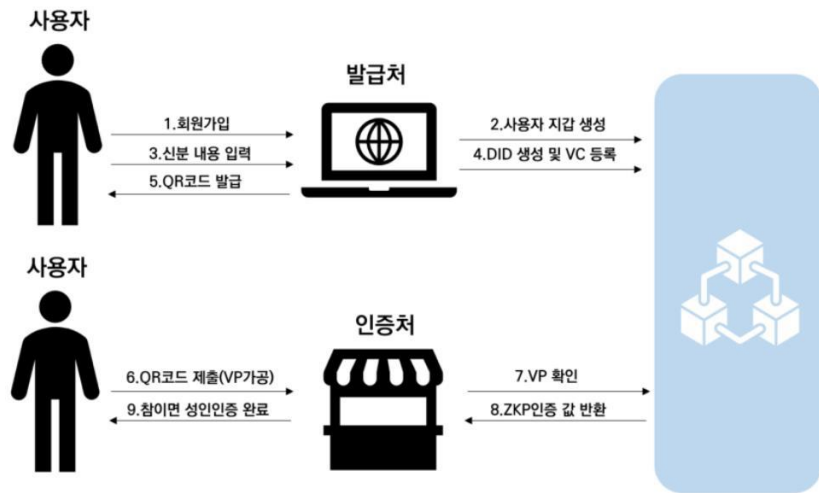 사용자
발급처
1.회원가입
2.사용자 지갑 생성
3.신분 내용 입력
4.DID 생성 및 VC 등록
5.QR코드 발급
사용자
인증처
6.QR코드 제출(VP가공)
7.VP 확인
9.참이면 성인인증 완료
8.ZKP인증 값 반환